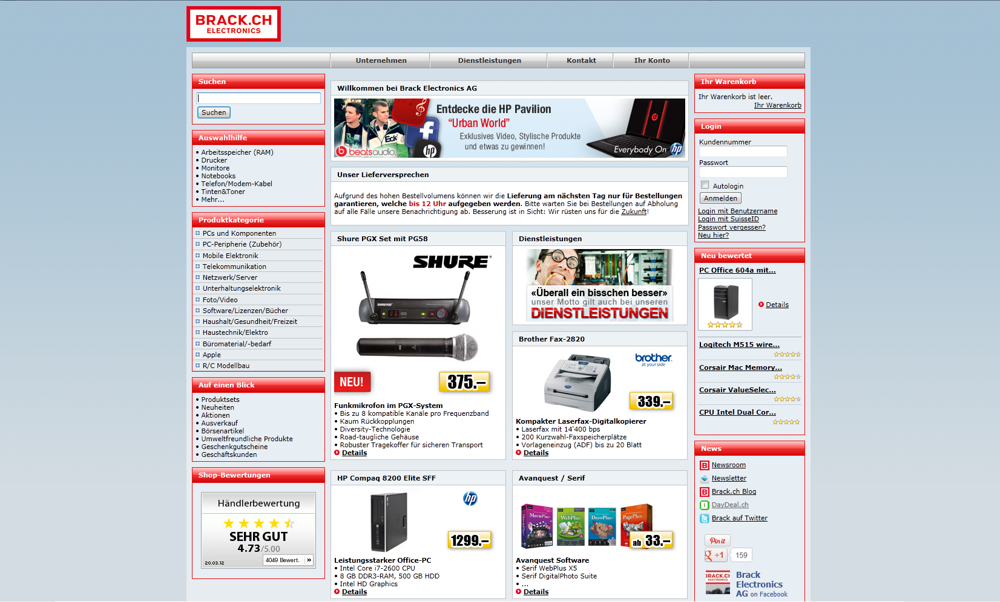 BRACK.CH
ELECTRONICS
Unternehmen
Dienstleistungen
Kontakt
Ihr Konto
Suchen
Suchen
Auswahlhilfe
• Arbeitsspeicher (RAM)
• Drucker
• Monitore
• Notebooks
• Telefon/Modem-Kabel
• Tinten&Toner
• Mehr...
Produktkategorie
PCs und Komponenten
PC-Peripherie (Zubehör)
Mobile Elektronik
Telekommunikation
Netzwerk/Server
Unterhaltungselektronik
Foto/Video
Software/Lizenzen/Bücher
Haushalt/Gesundheit/Freizeit
Haustechnik/Elektro
Büromaterial/-bedarf
Apple
R/C Modellbau
Auf einen Blick
• Produktsets
• Neuheiten
• Aktionen
• Ausverkauf
• Börsenartikel
• Umweltfreundliche Produkte
• Geschenkgutscheine
• Geschäftskunden
Shop-Bewertungen
Händlerbewertung
SEHR GUT
4.73/5.00
4049 Bewert. »
20.03.12
Willkommen bei Brack Electronics AG
Entdecke die HP Pavilion
“Urban World”
Exklusives Video, Stylische Produkte
und etwas zu gewinnen!
Eck
f
hp
beatsaudio
Everybody On hp
Unser Lieferversprechen
Aufgrund des hohen Bestellvolumens können wir die Lieferung am nächsten Tag nur für Bestellungen
garantieren, welche bis 12 Uhr aufgegeben werden. Bitte warten Sie bei Bestellungen auf Abholung
auf alle Fälle unsere Benachrichtigung ab. Besserung ist in Sicht: Wir rüsten uns für die Zukunft!
Shure PGX Set mit PG58
SHURE
SHURE
NEU!
375.–
Funkmikrofon im PGX-System
• Bis zu 8 kompatible Kanäle pro Frequenzband
• Kaum Rückkopplungen
• Diversity-Technologie
• Road-taugliche Gehäuse
• Robuster Tragekoffer für sicheren Transport
Details
Dienstleistungen
«Überall ein bisschen besser»
unser Motto gilt auch bei unseren
DIENSTLEISTUNGEN
Brother Fax-2820
brother
at your side
339.–
Kompakter Laserfax-Digitalkopierer
• Laserfax mit 14'400 bps
• 200 Kurzwahl-Faxspeicherplätze
• Vorlageneinzug (ADF) bis zu 20 Blatt
Details
HP Compaq 8200 Elite SFF
hp
1299.–
Leistungsstarker Office-PC
• Intel Core i7-2600 CPU
• 8 GB DDR3-RAM, 500 GB HDD
• Intel HD Graphics
Details
Avanquest / Serif
MoviePlus
WebPlus
DrawPlus
PagePlus
ab 33.–
Avanquest Software
• Serif WebPlus X5
• Serif DigitalPhoto Suite
• ...
Details
Ihr Warenkorb
Ihr Warenkorb ist leer.
Ihr Warenkorb
Login
Kundennummer
Passwort
Autologin
Anmelden
Login mit Benutzername
Login mit SuisseID
Passwort vergessen?
Neu hier?
Neu bewertet
PC Office 604a mit...
Details
Logitech M515 wire...
Corsair Mac Memory...
Corsair ValueSelec...
CPU Intel Dual Cor...
News
B Newsroom
Newsletter
B Brack.ch Blog
DayDeal.ch
Brack auf Twitter
Pin it
g +1 159
BRACK.CH
Brack
Electronics
AG on Facebook